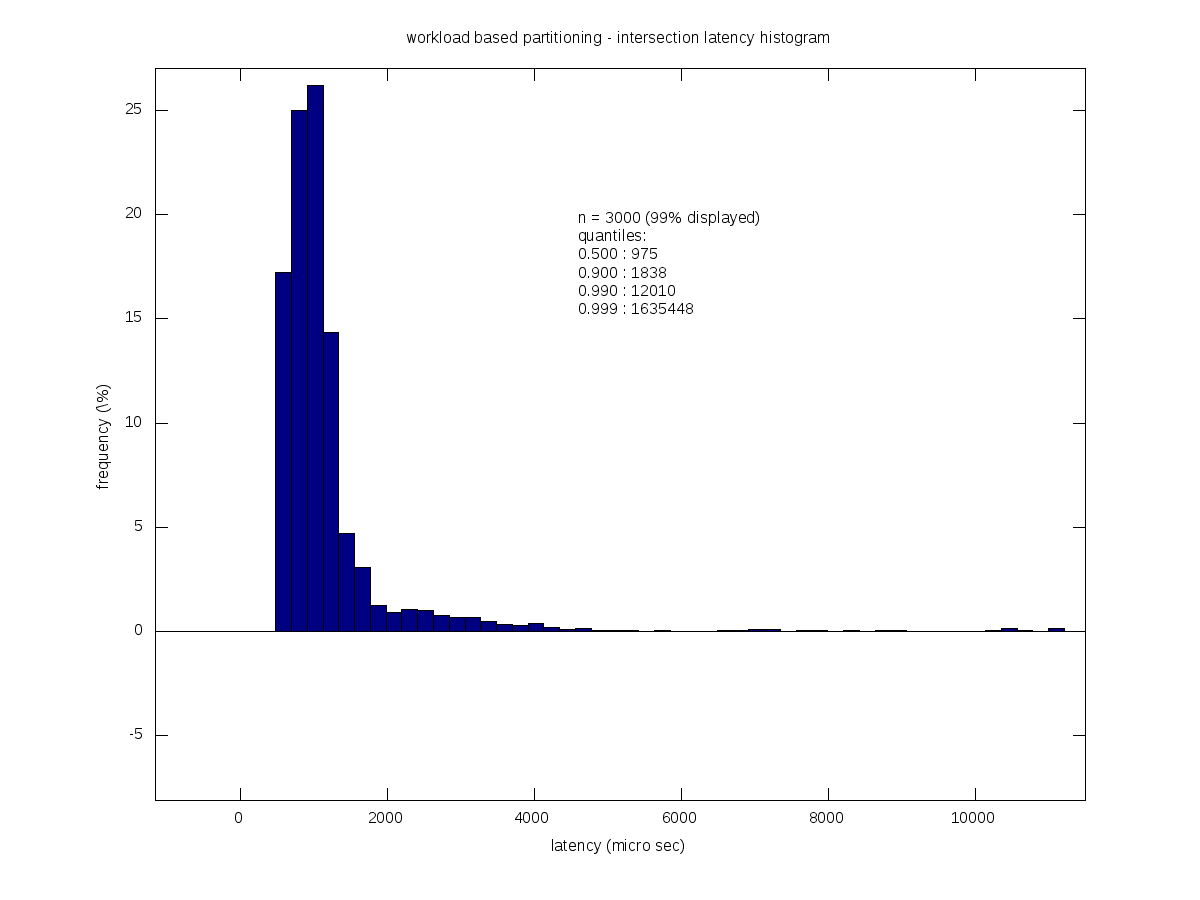 workload based partitioning - intersection latency histogram
25
20
15
10
5
0
-5
frequency (\%)
n = 3000 (99% displayed)
quantiles:
0.500 : 975
0.900 : 1838
0.990 : 12010
0.999 : 1635448
0 2000 4000 6000 8000 10000
latency (micro sec)